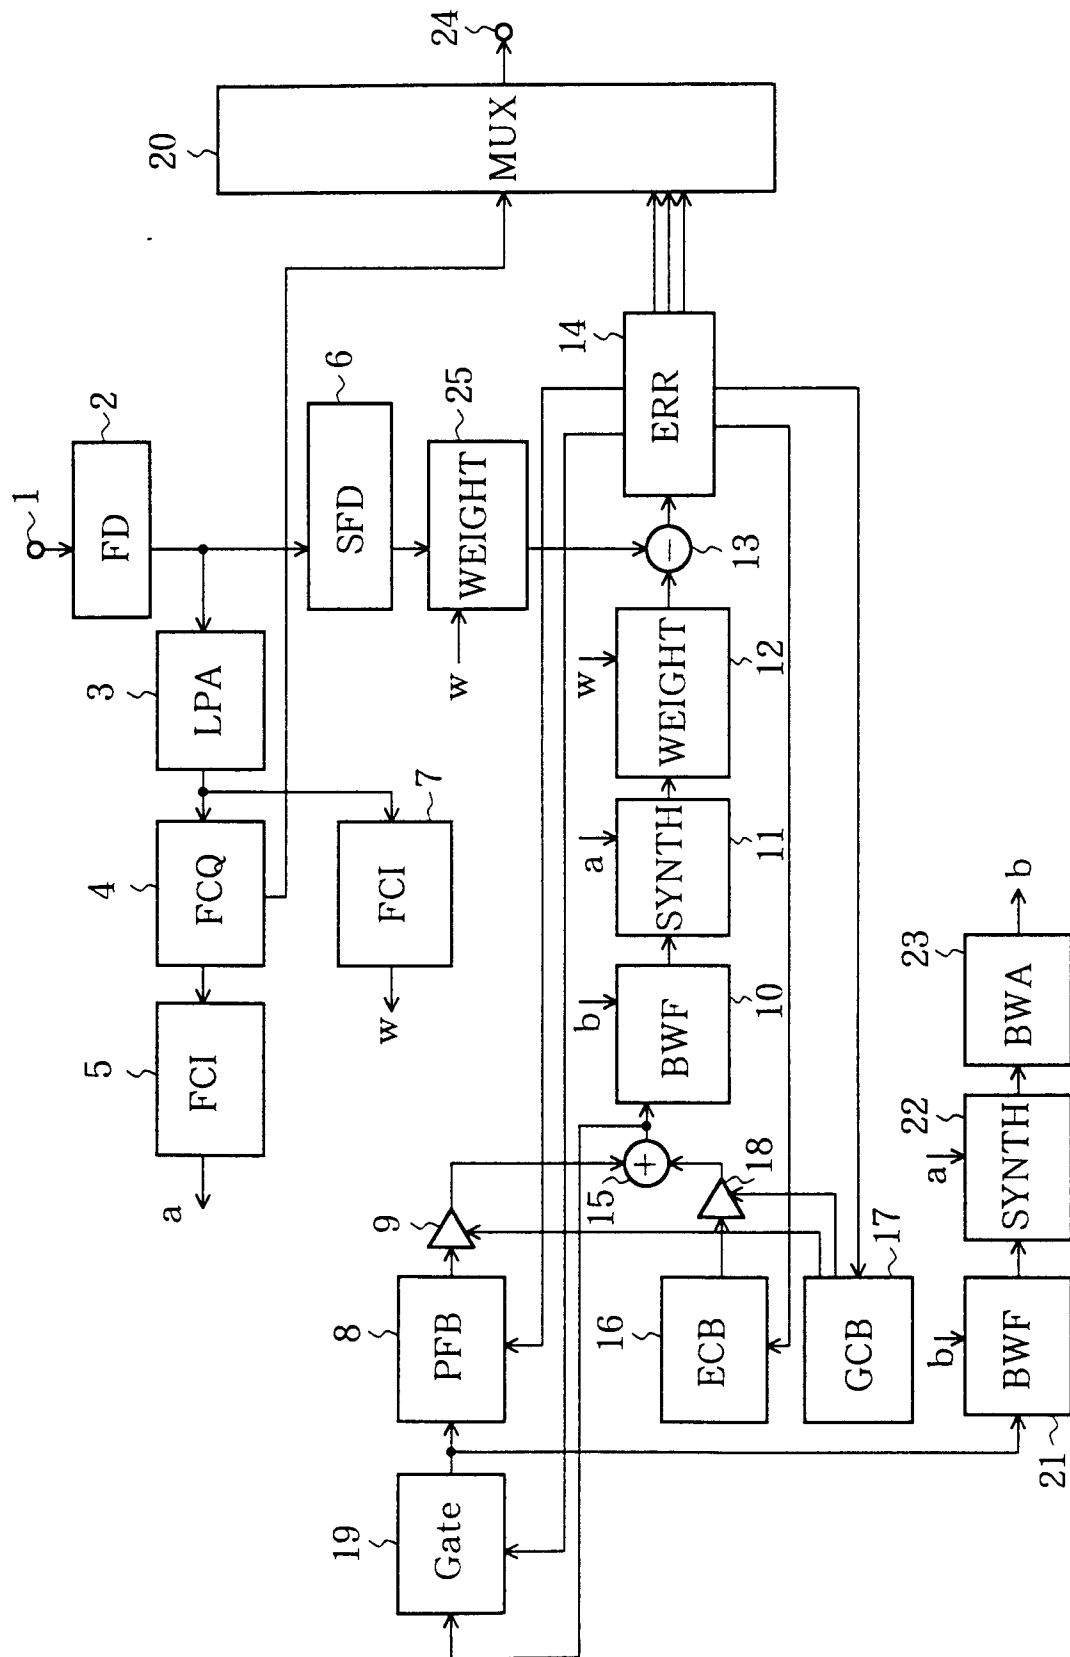 1
2
FD
3
LPA
4
FCQ
5
FCI
a
7
FCI
w
6
SFD
25
WEIGHT
w
20
MUX
24
14
ERR
13
−
12
WEIGHT
w
11
SYNTH
a
10
BWF
b
15
+
9
18
8
PFB
16
ECB
17
GCB
19
Gate
21
BWF
b
22
SYNTH
a
23
BWA
b